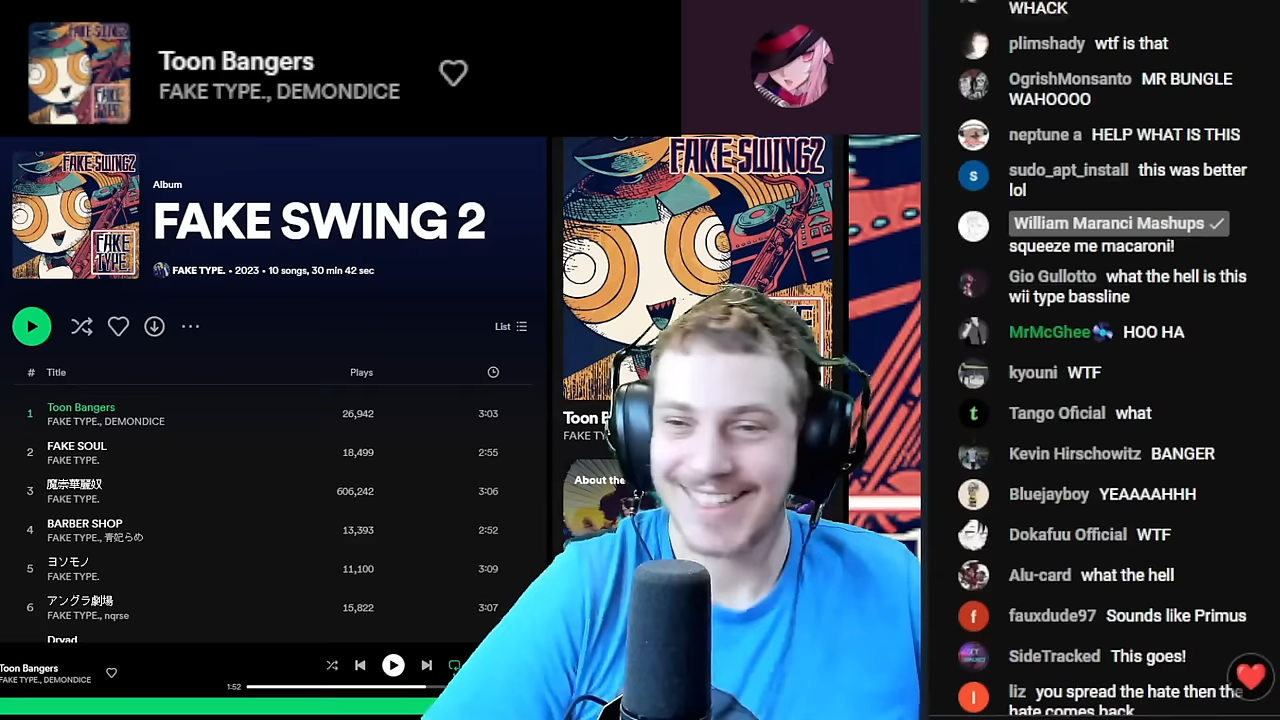 Toon Bangers
FAKE TYPE., DEMONDICE
FAKE SWING2
FAKE TYPE
Album
FAKE SWING 2
FAKE TYPE. • 2023 • 10 songs, 30 min 42 sec
List
# Title Plays
1 Toon Bangers 26,942 3:03
FAKE TYPE., DEMONDICE
2 FAKE SOUL 18,499 2:55
FAKE TYPE.
3 魔崇華麗奴 606,242 3:06
FAKE TYPE.
4 BARBER SHOP 13,393 2:52
FAKE TYPE., 青妃らめ
5 ヨソモノ 11,100 3:09
FAKE TYPE.
6 アングラ劇場 15,822 3:07
FAKE TYPE., nqrse
Dryad
Toon Bangers
FAKE TYPE., DEMONDICE
1:52
FAKE SWING2
Toon B
FAKE TY
About the
WHACK
plimshady wtf is that
OgrishMonsanto MR BUNGLE
WAHOOOO
neptune a HELP WHAT IS THIS
s
sudo_apt_install this was better
lol
William Maranci Mashups
squeeze me macaroni!
Gio Gullotto what the hell is this
wii type bassline
MrMcGhee HOO HA
kyouni WTF
t
Tango Oficial what
Kevin Hirschowitz BANGER
Bluejayboy YEAAAAHHH
Dokafuu Official WTF
Alu-card what the hell
f
fauxdude97 Sounds like Primus
SideTracked This goes!
l
liz you spread the hate then the
hate comes back